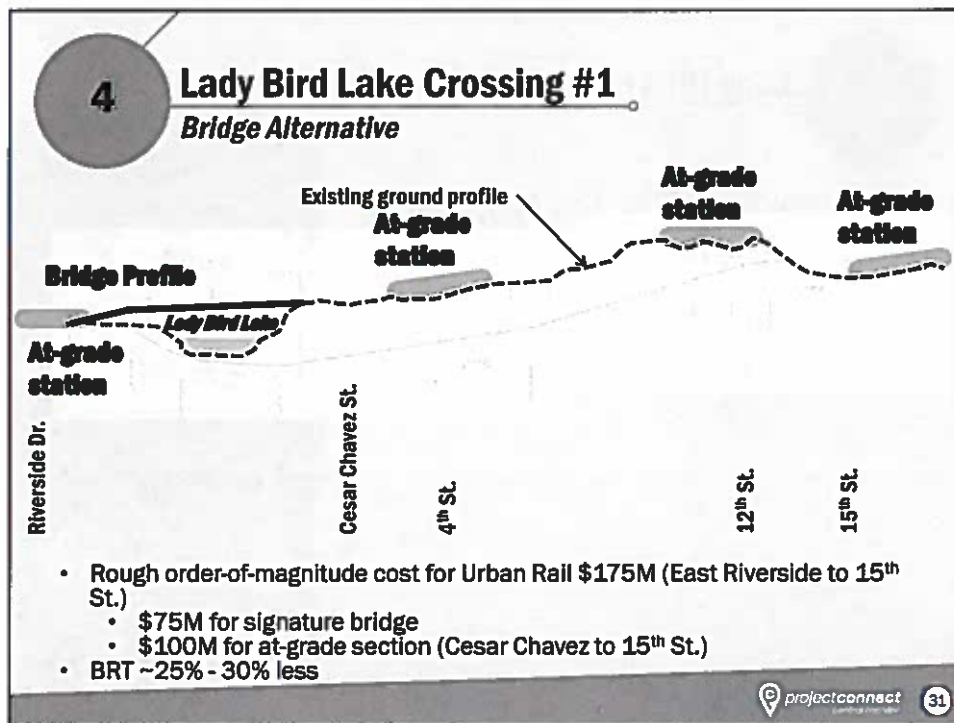 4
Lady Bird Lake Crossing #1
Bridge Alternative
Existing ground profile
At-grade
station
At-grade
station
At-grade
station
Bridge Profile
Lady Bird Lake
At-grade
station
Riverside Dr.
Cesar Chavez St.
4th St.
12th St.
15th St.
• Rough order-of-magnitude cost for Urban Rail $175M (East Riverside to 15th
St.)
• $75M for signature bridge
• $100M for at-grade section (Cesar Chavez to 15th St.)
• BRT ~25% - 30% less
projectconnect
31